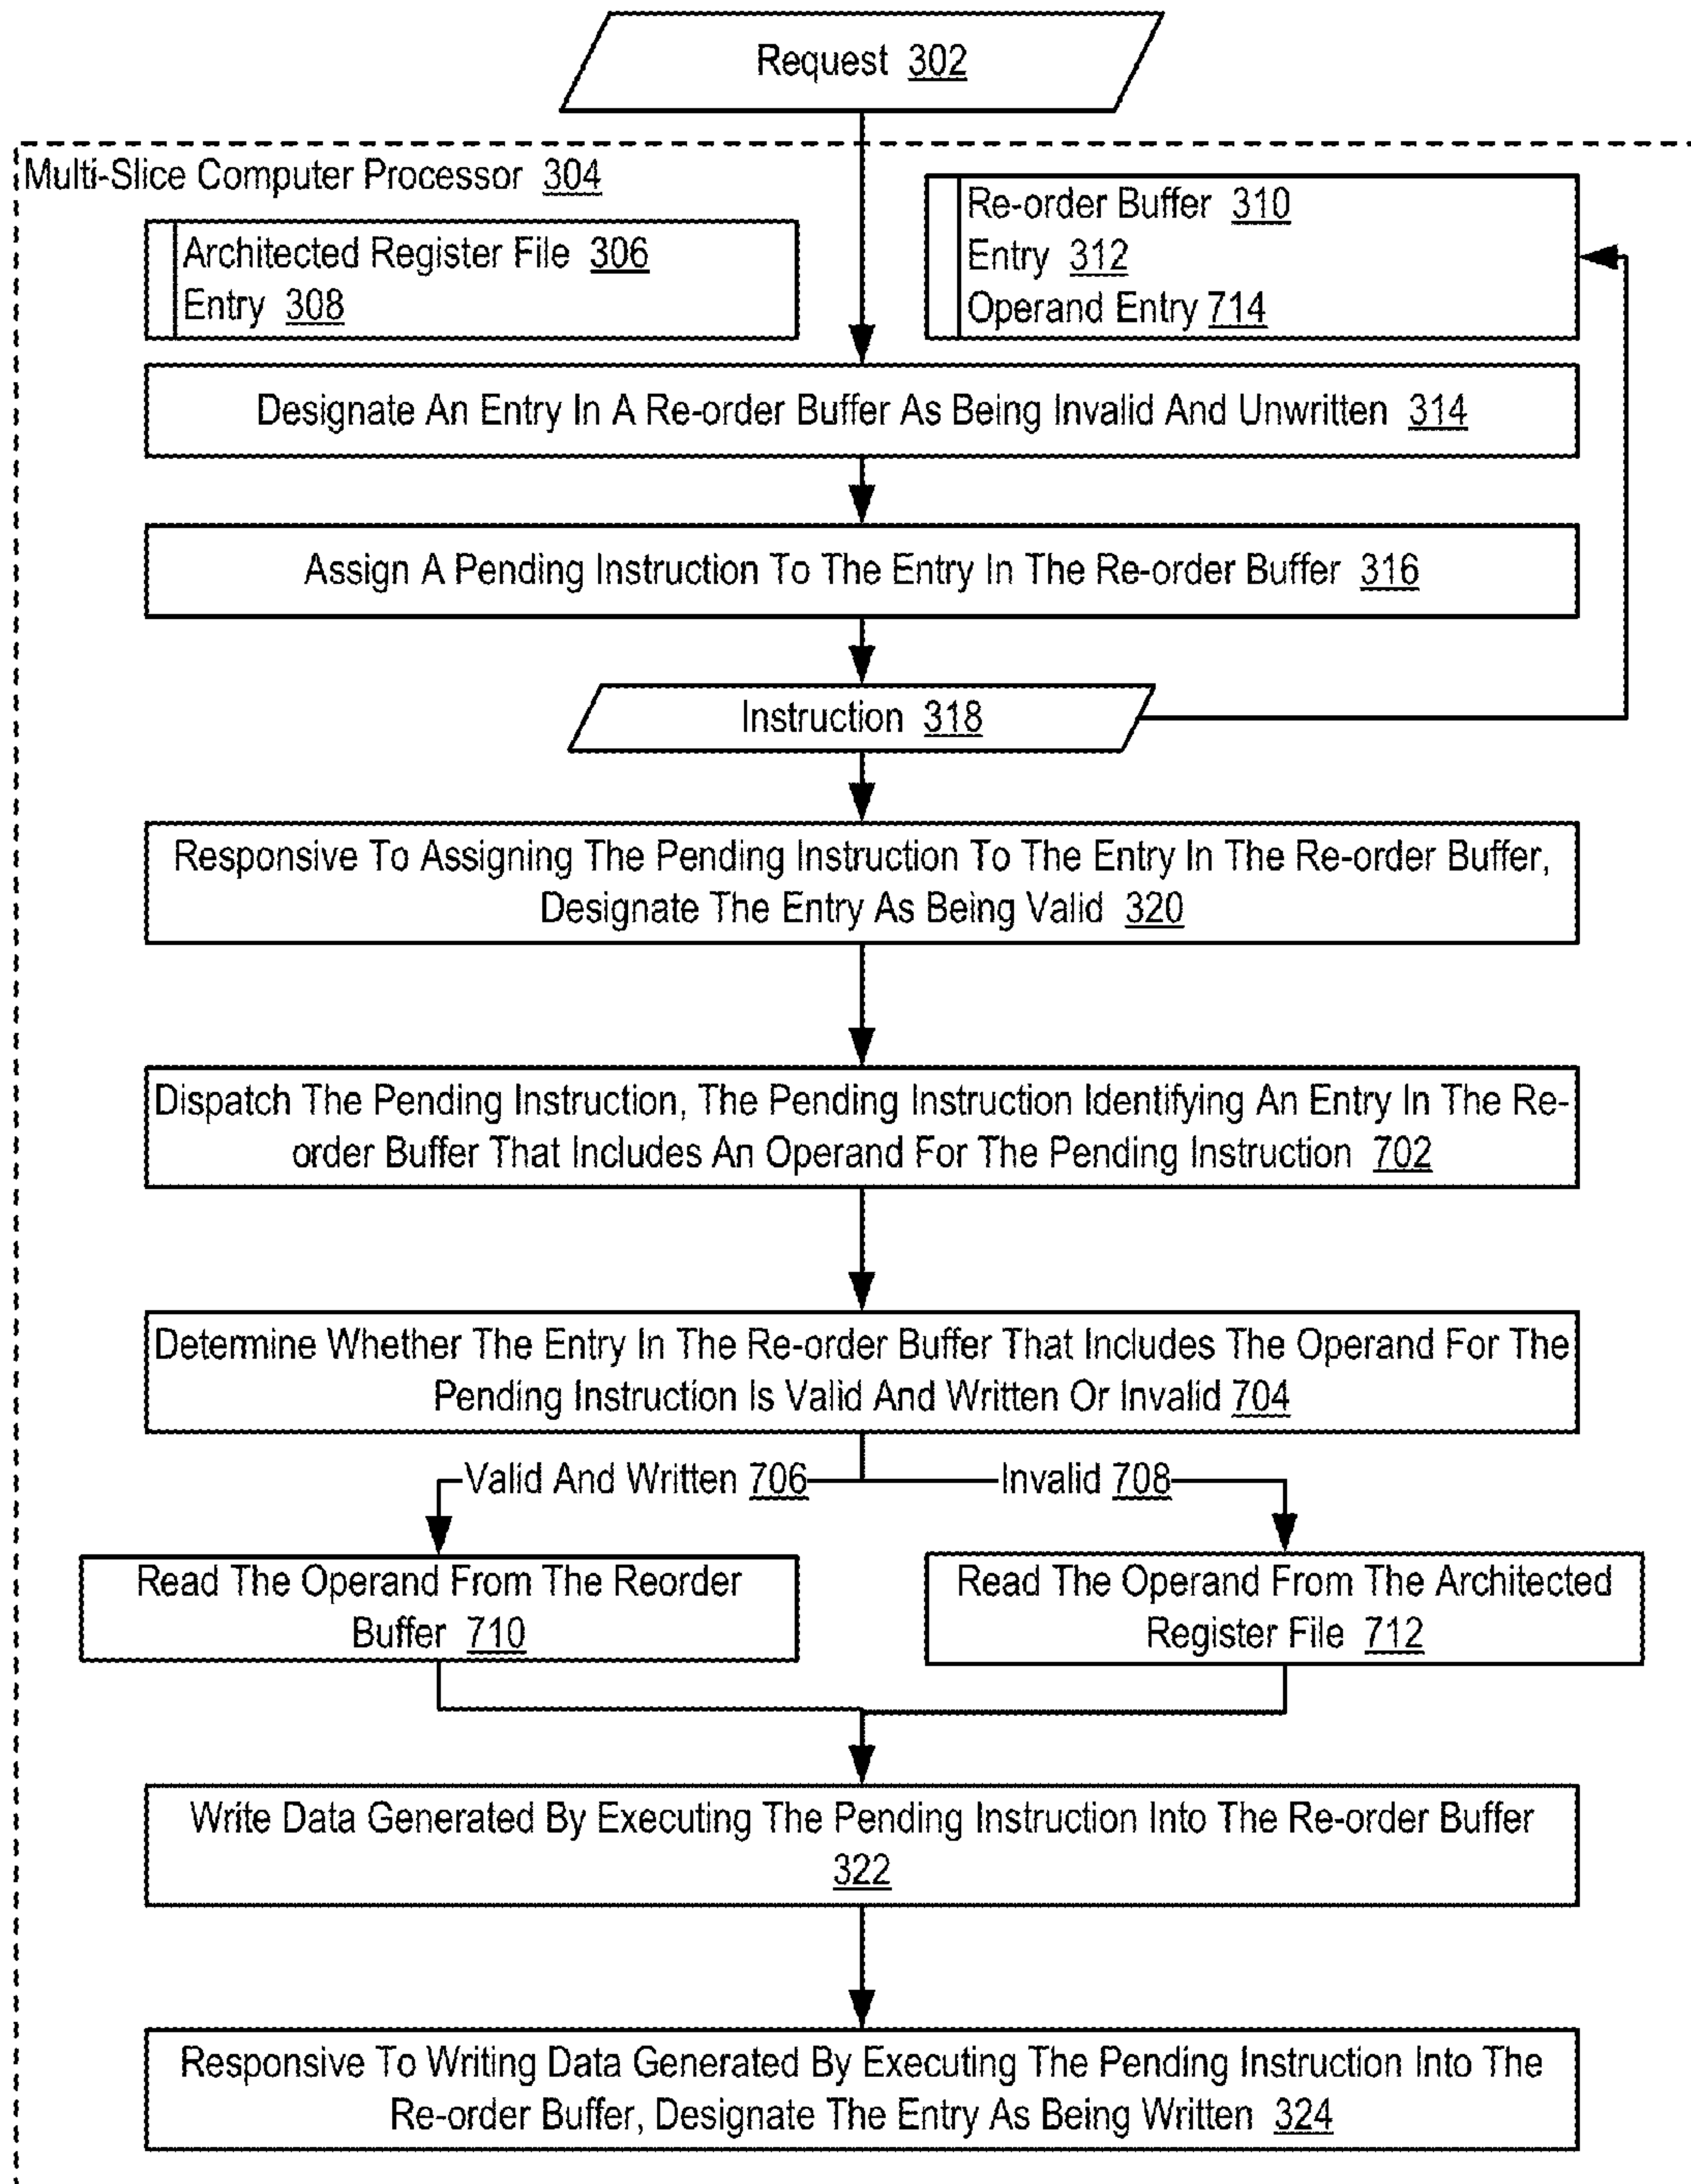 Request 302
Multi-Slice Computer Processor 304
Architected Register File 306
Entry 308
Re-order Buffer 310
Entry 312
Operand Entry 714
Designate An Entry In A Re-order Buffer As Being Invalid And Unwritten 314
Assign A Pending Instruction To The Entry In The Re-order Buffer 316
Instruction 318
Responsive To Assigning The Pending Instruction To The Entry In The Re-order Buffer,
Designate The Entry As Being Valid 320
Dispatch The Pending Instruction, The Pending Instruction Identifying An Entry In The Re-
order Buffer That Includes An Operand For The Pending Instruction 702
Determine Whether The Entry In The Re-order Buffer That Includes The Operand For The
Pending Instruction Is Valid And Written Or Invalid 704
Valid And Written 706
Invalid 708
Read The Operand From The Reorder
Buffer 710
Read The Operand From The Architected
Register File 712
Write Data Generated By Executing The Pending Instruction Into The Re-order Buffer
322
Responsive To Writing Data Generated By Executing The Pending Instruction Into The
Re-order Buffer, Designate The Entry As Being Written 324